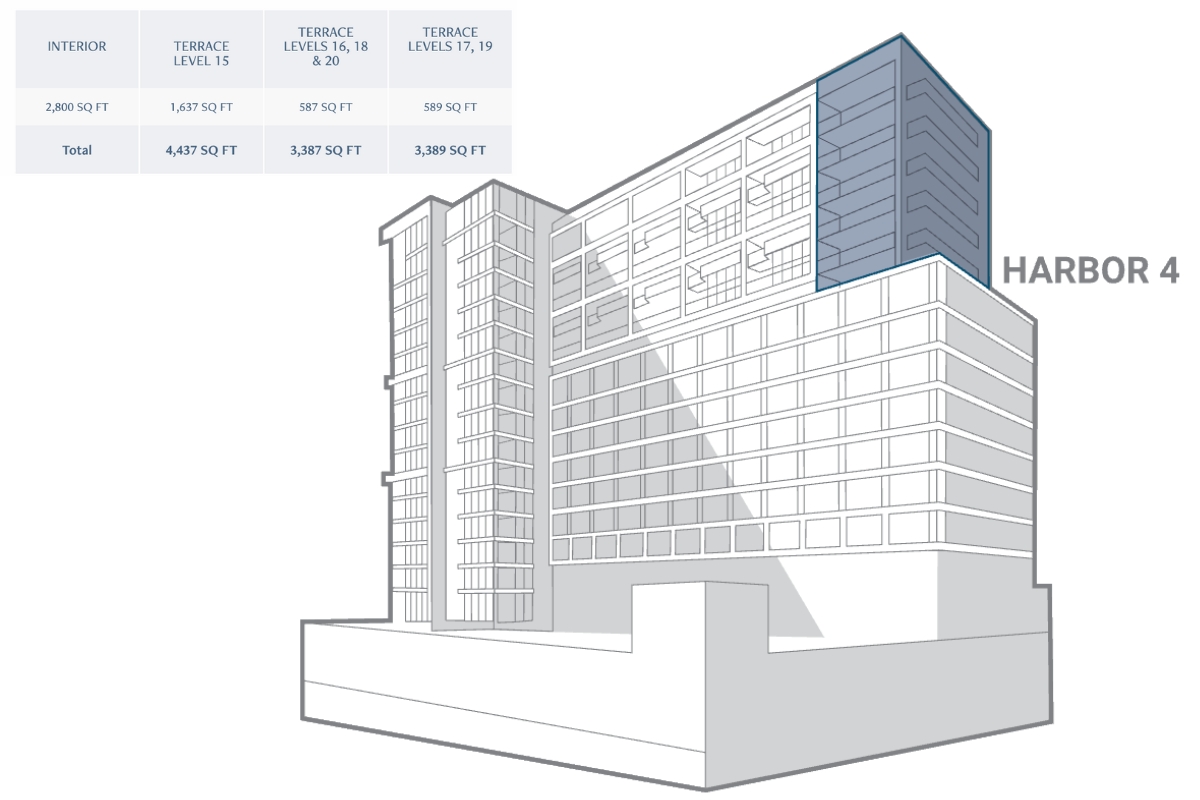 INTERIOR
TERRACE
LEVEL 15
TERRACE
LEVELS 16, 18
& 20
TERRACE
LEVELS 17, 19
2,800 SQ FT
1,637 SQ FT
587 SQ FT
589 SQ FT
Total
4,437 SQ FT
3,387 SQ FT
3,389 SQ FT
HARBOR 4